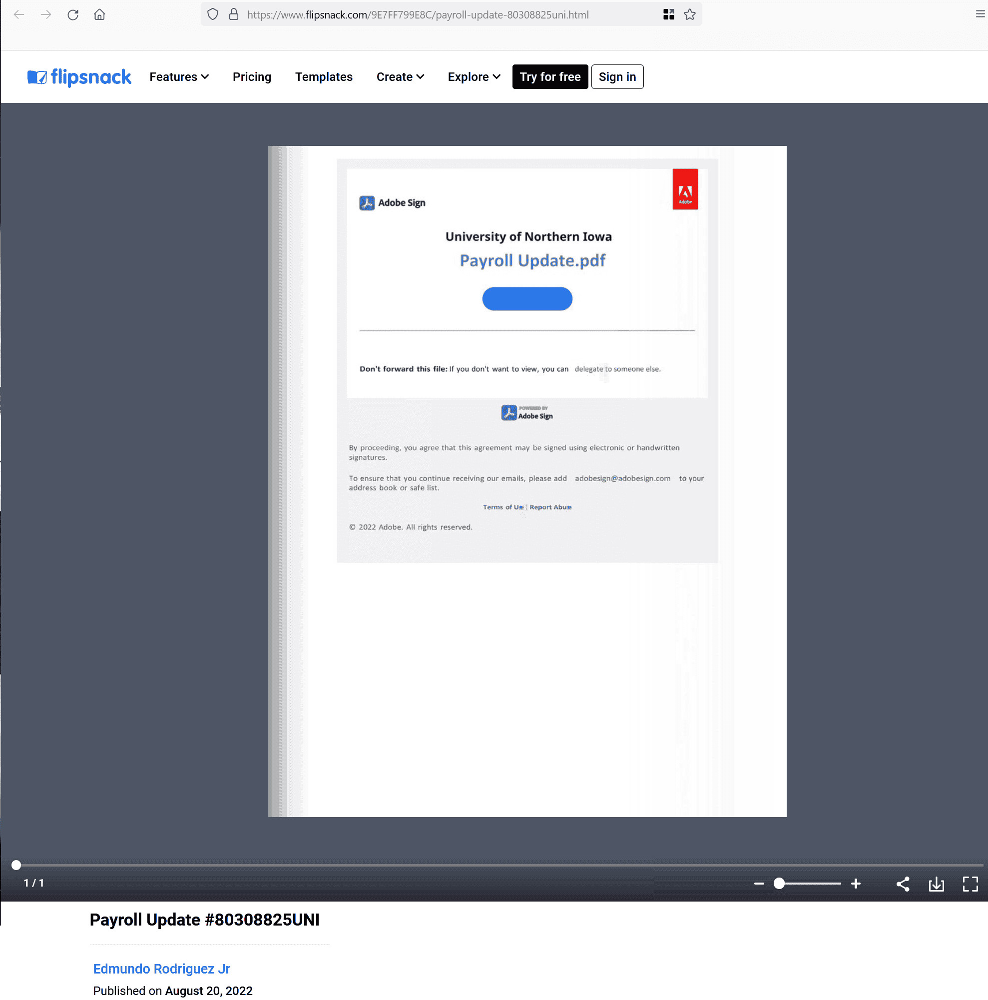 https://www.flipsnack.com/9E7FF799E8C/payroll-update-80308825uni.html
flipsnack Features Pricing Templates Create Explore Try for free Sign in
Adobe
Adobe Sign
University of Northern Iowa
Payroll Update.pdf
Don't forward this file: If you don't want to view, you can delegate to someone else.
POWERED BY
Adobe Sign
By proceeding, you agree that this agreement may be signed using electronic or handwritten
signatures.
To ensure that you continue receiving our emails, please add adobesign@adobesign.com to your
address book or safe list.
Terms of Use | Report Abuse
© 2022 Adobe. All rights reserved.
1 / 1
Payroll Update #80308825UNI
Edmundo Rodriguez Jr
Published on August 20, 2022